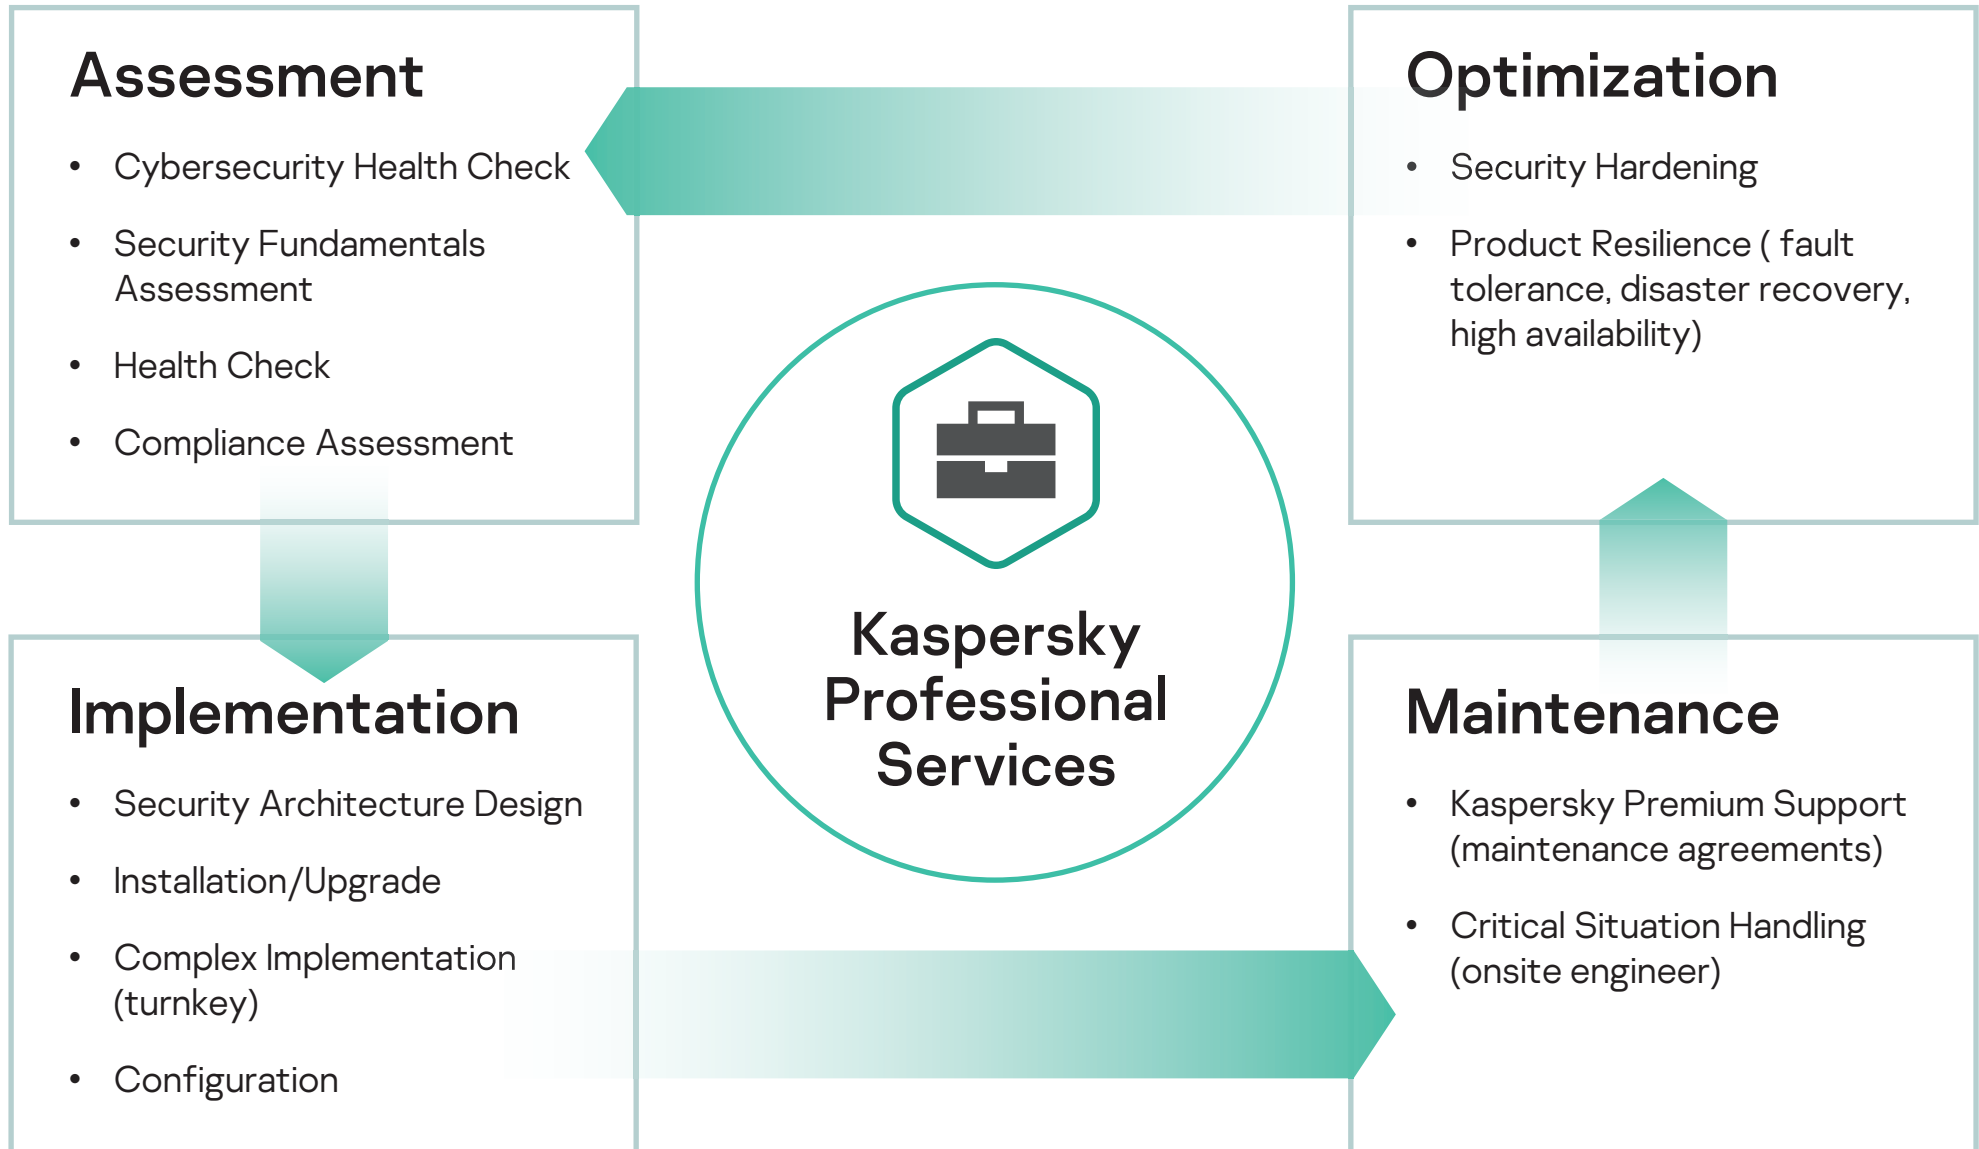 Assessment
• Cybersecurity Health Check
• Security Fundamentals
Assessment
• Health Check
• Compliance Assessment
Optimization
• Security Hardening
• Product Resilience ( fault
tolerance, disaster recovery,
high availability)
Kaspersky
Professional
Services
Implementation
• Security Architecture Design
• Installation/Upgrade
• Complex Implementation
(turnkey)
• Configuration
Maintenance
• Kaspersky Premium Support
(maintenance agreements)
• Critical Situation Handling
(onsite engineer)